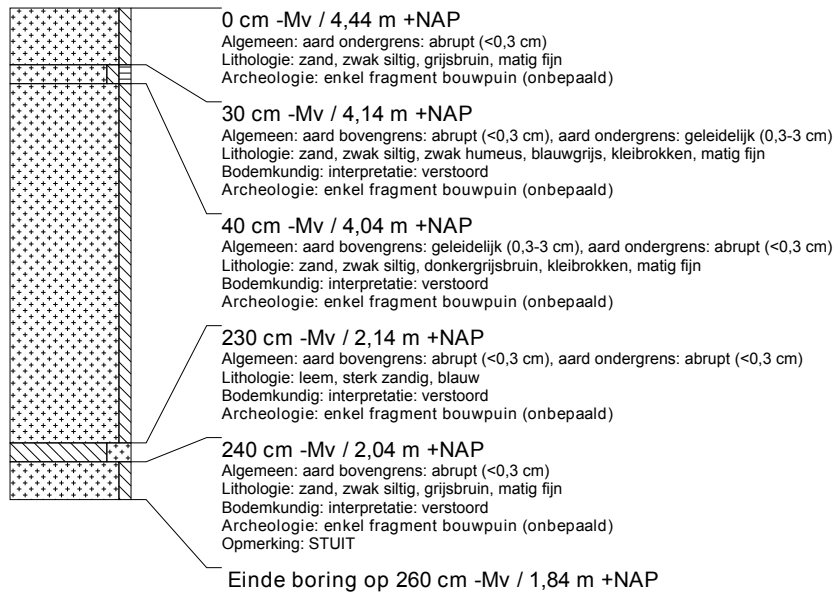 0 cm -Mv / 4,44 m +NAP
Algemeen: aard ondergrens: abrupt (<0,3 cm)
Lithologie: zand, zwak siltig, grijsbruin, matig fijn
Archeologie: enkel fragment bouwpuin (onbepaald)
30 cm -Mv / 4,14 m +NAP
Algemeen: aard bovengrens: abrupt (<0,3 cm), aard ondergrens: geleidelijk (0,3-3 cm)
Lithologie: zand, zwak siltig, zwak humeus, blauwgrijs, kleibrokken, matig fijn
Bodemkundig: interpretatie: verstoord
Archeologie: enkel fragment bouwpuin (onbepaald)
40 cm -Mv / 4,04 m +NAP
Algemeen: aard bovengrens: geleidelijk (0,3-3 cm), aard ondergrens: abrupt (<0,3 cm)
Lithologie: zand, zwak siltig, donkergrijsbruin, kleibrokken, matig fijn
Bodemkundig: interpretatie: verstoord
Archeologie: enkel fragment bouwpuin (onbepaald)
230 cm -Mv / 2,14 m +NAP
Algemeen: aard bovengrens: abrupt (<0,3 cm), aard ondergrens: abrupt (<0,3 cm)
Lithologie: leem, sterk zandig, blauw
Bodemkundig: interpretatie: verstoord
Archeologie: enkel fragment bouwpuin (onbepaald)
240 cm -Mv / 2,04 m +NAP
Algemeen: aard bovengrens: abrupt (<0,3 cm)
Lithologie: zand, zwak siltig, grijsbruin, matig fijn
Bodemkundig: interpretatie: verstoord
Archeologie: enkel fragment bouwpuin (onbepaald)
Opmerking: STUIT
Einde boring op 260 cm -Mv / 1,84 m +NAP